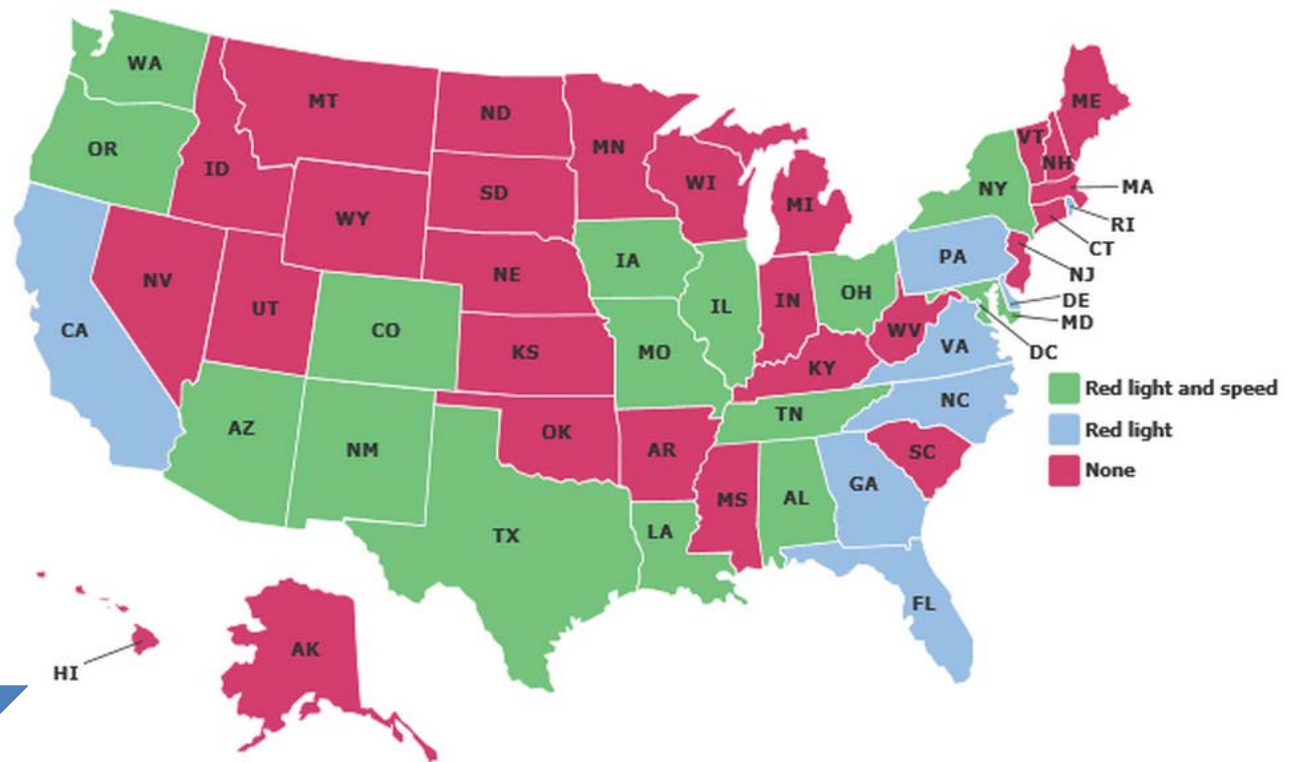 WA
MT
ND
MN
ME
OR
ID
SD
WI
MI
VT
NH
NY
MA
RI
CT
NJ
WY
NE
IA
PA
DE
MD
DC
NV
UT
CO
KS
MO
IL
IN
OH
WV
VA
KY
CA
AZ
NM
OK
AR
TN
NC
SC
TX
LA
MS
AL
GA
FL
HI
AK
Red light and speed
Red light
None